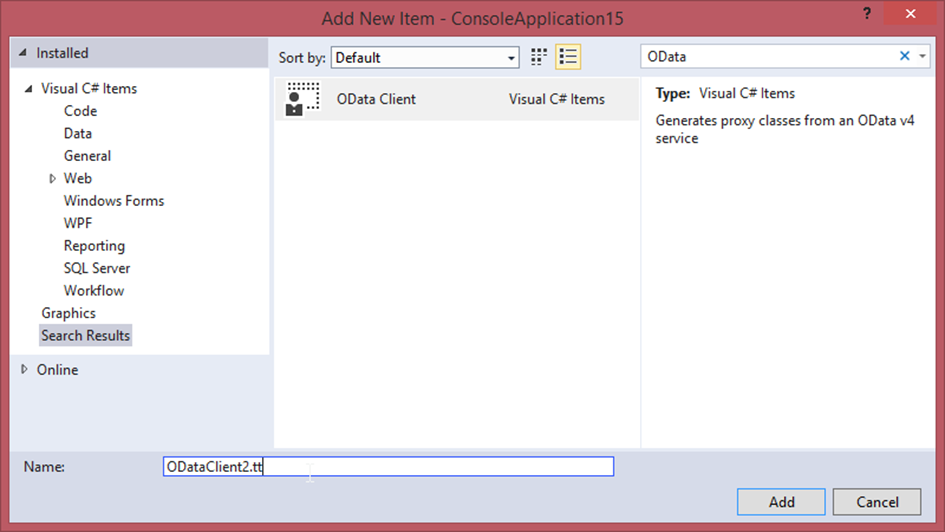 Add New Item - ConsoleApplication15
?
Installed
Sort by: Default
OData
Visual C# Items
Code
Data
General
Web
Windows Forms
WPF
Reporting
SQL Server
Workflow
Graphics
Search Results
Online
OData Client Visual C# Items
Type: Visual C# Items
Generates proxy classes from an OData v4
service
Name: ODataClient2.tt
Add Cancel